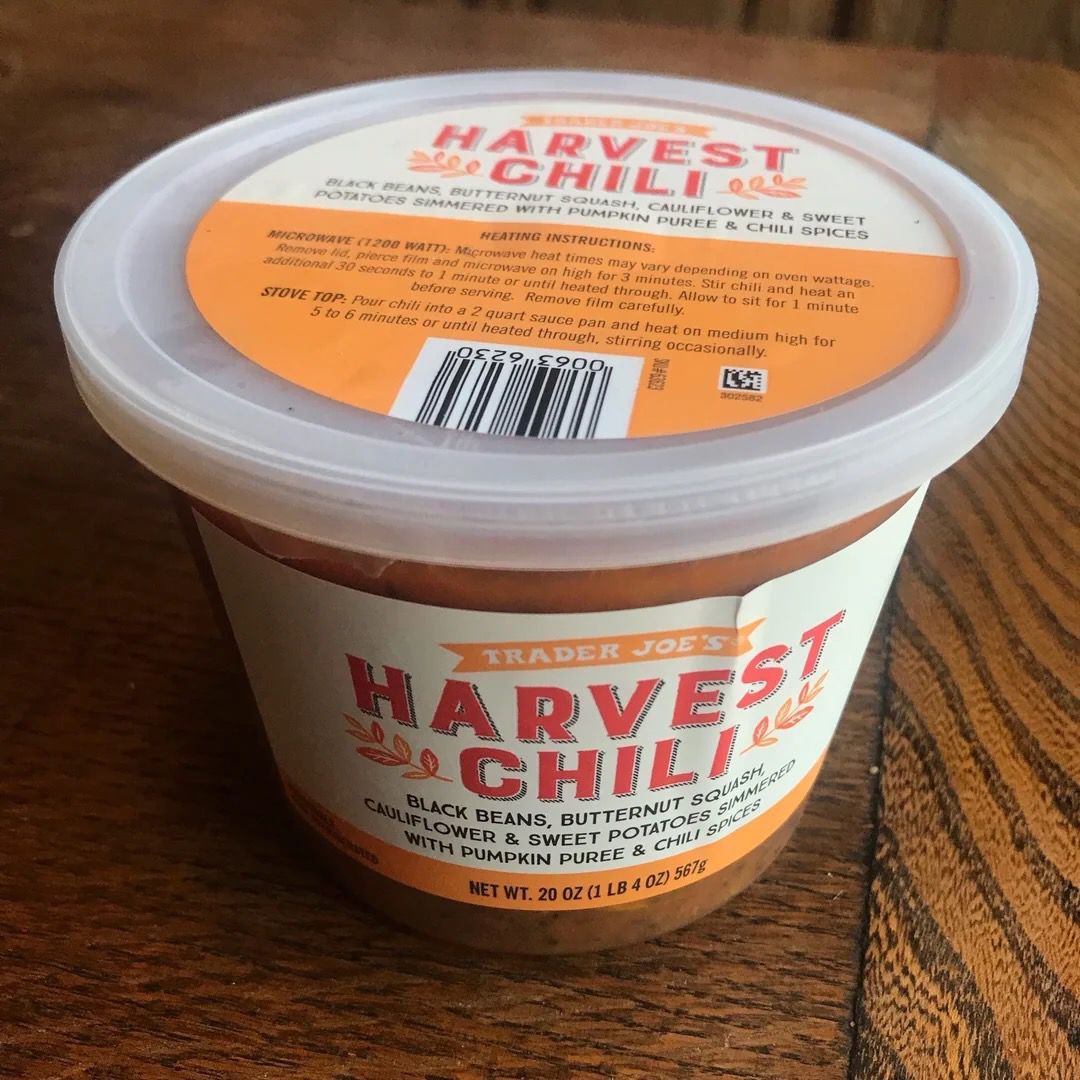 TRADER JOE'S
HARVEST
CHILI
BLACK BEANS, BUTTERNUT SQUASH, CAULIFLOWER & SWEET
POTATOES SIMMERED WITH PUMPKIN PUREE & CHILI SPICES
HEATING INSTRUCTIONS:
MICROWAVE (1200 WATT): Microwave heat times may vary depending on oven wattage.
Remove lid, pierce film and microwave on high for 3 minutes. Stir chili and heat an
additional 30 seconds to 1 minute or until heated through. Allow to sit for 1 minute
before serving. Remove film carefully.
STOVE TOP: Pour chili into a 2 quart sauce pan and heat on medium high for
5 to 6 minutes or until heated through, stirring occasionally.
0063 6230
302582
TRADER JOE'S
HARVEST
CHILI
BLACK BEANS, BUTTERNUT SQUASH,
CAULIFLOWER & SWEET POTATOES SIMMERED
WITH PUMPKIN PUREE & CHILI SPICES
NET WT. 20 OZ (1 LB 4 OZ) 567g